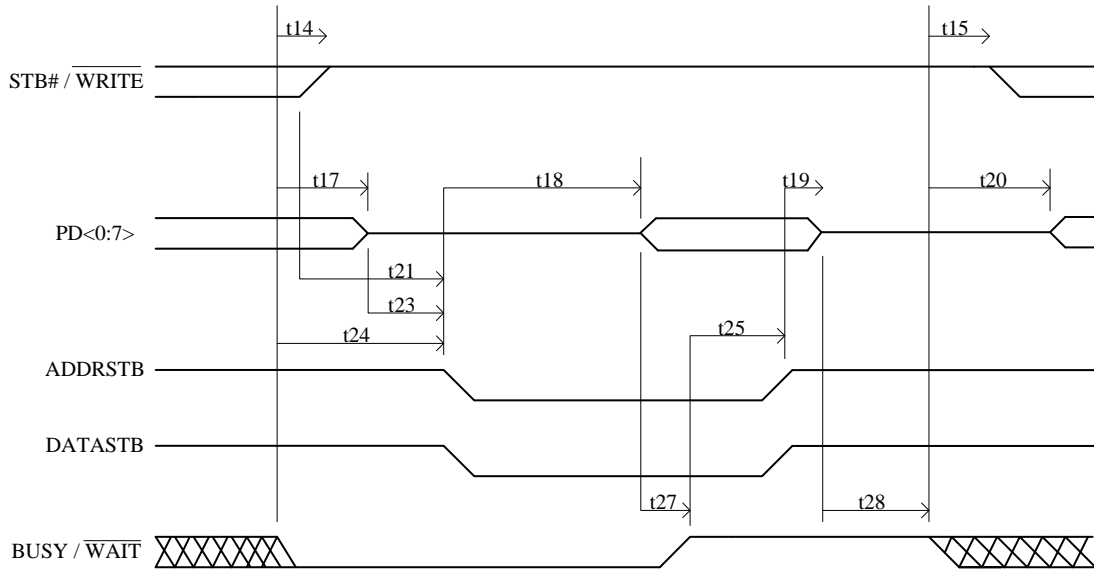 t14
t15
STB# / WRITE
t17
t18
t19
t20
PD<0:7>
t21
t23
t25
t24
ADDRSTB
DATASTB
t27
t28
BUSY / WAIT